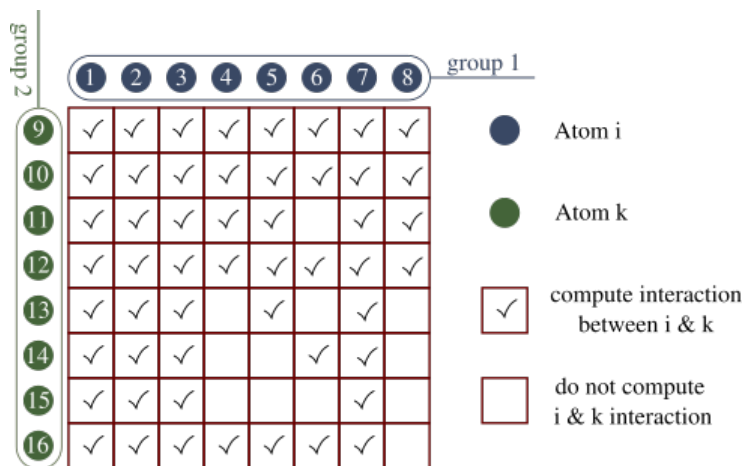 group 1
group 2
1 2 3 4 5 6 7 8
9
10
11
12
13
14
15
16
Atom i
Atom k
compute interaction
between i & k
do not compute
i & k interaction